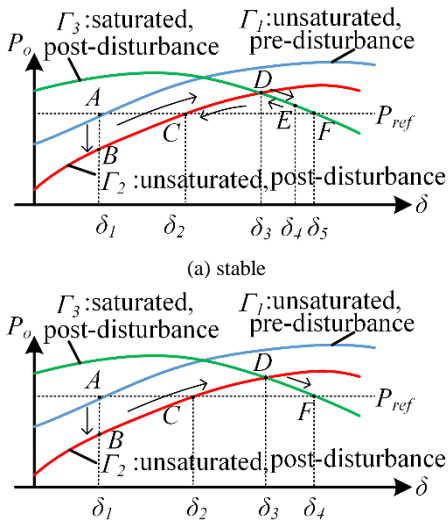 Γ3:saturated, post-disturbance
Γ1:unsaturated, pre-disturbance
Po
A
B
C
D
E
F
Pref
Γ2:unsaturated,post-disturbance
δ
δ1 δ2 δ3 δ4 δ5
(a) stable
Γ3:saturated, post-disturbance
Γ1:unsaturated, pre-disturbance
Po
A
B
C
D
F
Pref
Γ2:unsaturated,post-disturbance
δ
δ1 δ2 δ3 δ4